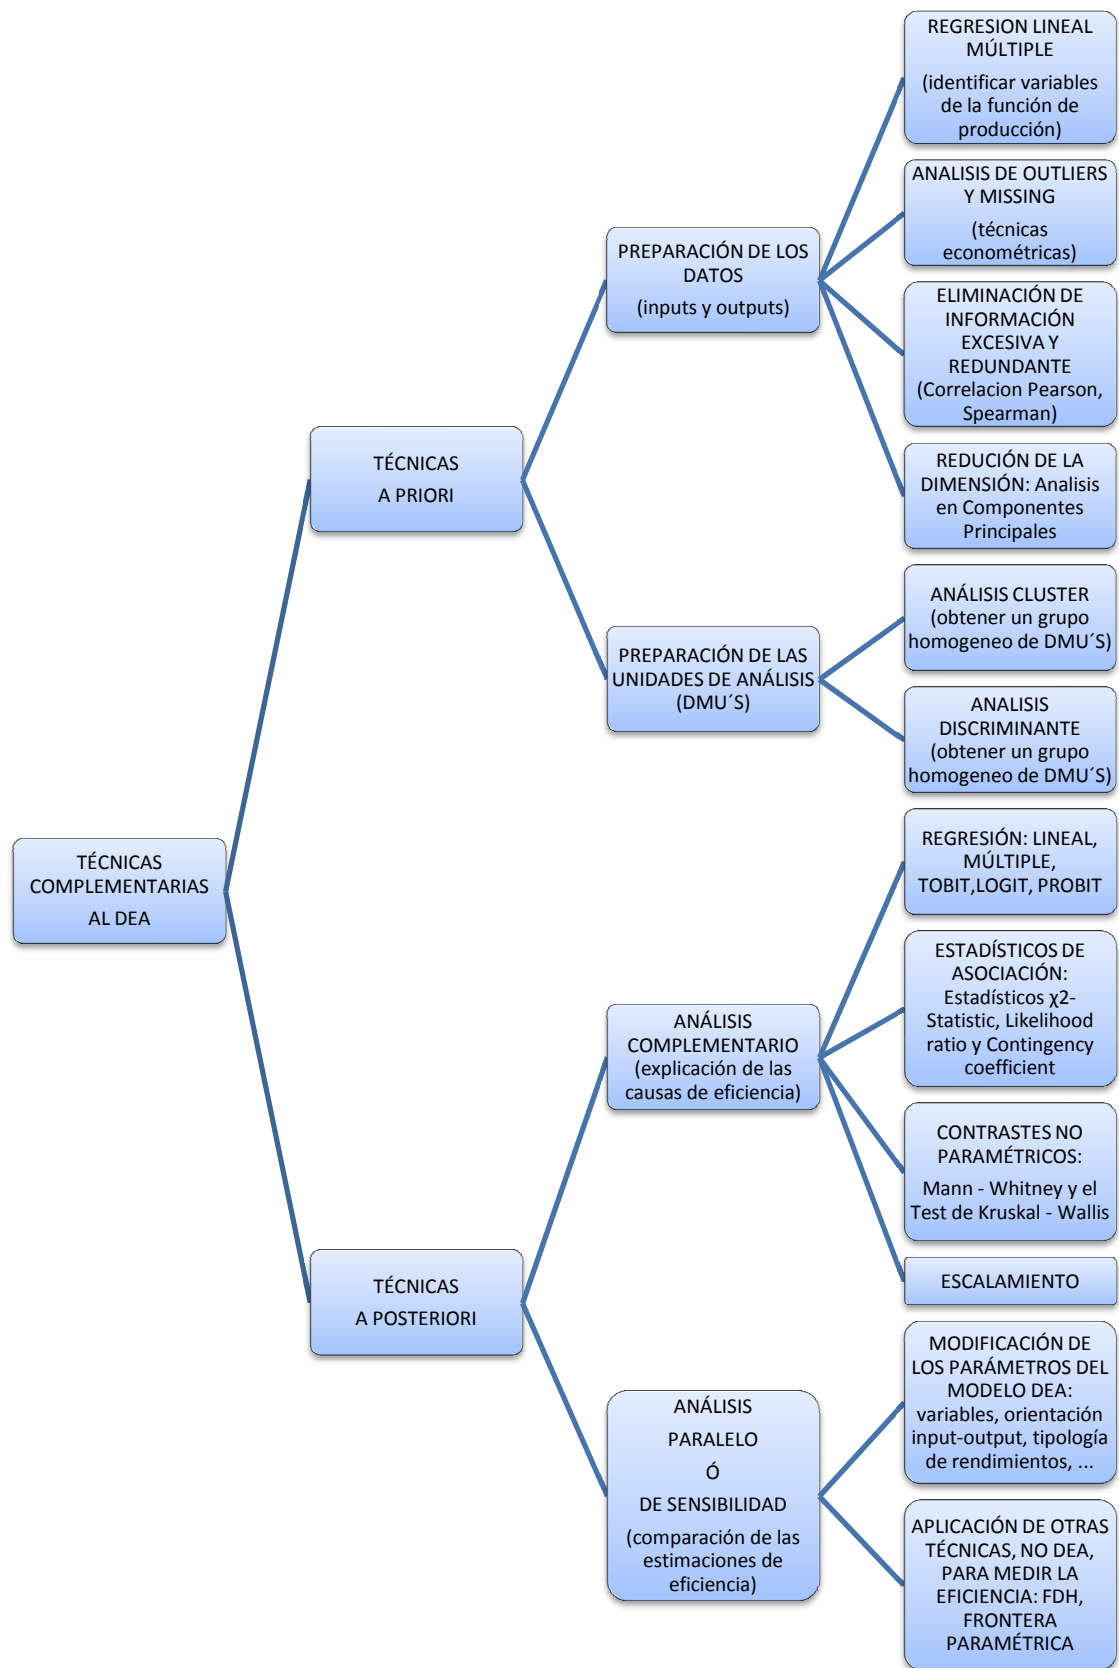 TÉCNICAS
COMPLEMENTARIAS
AL DEA
TÉCNICAS
A PRIORI
PREPARACIÓN DE LOS
DATOS
(inputs y outputs)
REGRESION LINEAL
MÚLTIPLE
(identificar variables
de la función de
producción)
ANALISIS DE OUTLIERS
Y MISSING
(técnicas
econométricas)
ELIMINACIÓN DE
INFORMACIÓN
EXCESIVA Y
REDUNDANTE
(Correlacion Pearson,
Spearman)
REDUCIÓN DE LA
DIMENSIÓN: Analisis
en Componentes
Principales
PREPARACIÓN DE LAS
UNIDADES DE ANÁLISIS
(DMU´S)
ANÁLISIS CLUSTER
(obtener un grupo
homogeneo de DMU´S)
ANALISIS
DISCRIMINANTE
(obtener un grupo
homogeneo de DMU´S)
TÉCNICAS
A POSTERIORI
ANÁLISIS
COMPLEMENTARIO
(explicación de las
causas de eficiencia)
REGRESIÓN: LINEAL,
MÚLTIPLE,
TOBIT,LOGIT, PROBIT
ESTADÍSTICOS DE
ASOCIACIÓN:
Estadísticos χ2-
Statistic, Likelihood
ratio y Contingency
coefficient
CONTRASTES NO
PARAMÉTRICOS:
Mann - Whitney y el
Test de Kruskal - Wallis
ESCALAMIENTO
ANÁLISIS
PARALELO
Ó
DE SENSIBILIDAD
(comparación de las
estimaciones de
eficiencia)
MODIFICACIÓN DE
LOS PARÁMETROS DEL
MODELO DEA:
variables, orientación
input-output, tipología
de rendimientos, ...
APLICACIÓN DE OTRAS
TÉCNICAS, NO DEA,
PARA MEDIR LA
EFICIENCIA: FDH,
FRONTERA
PARAMÉTRICA